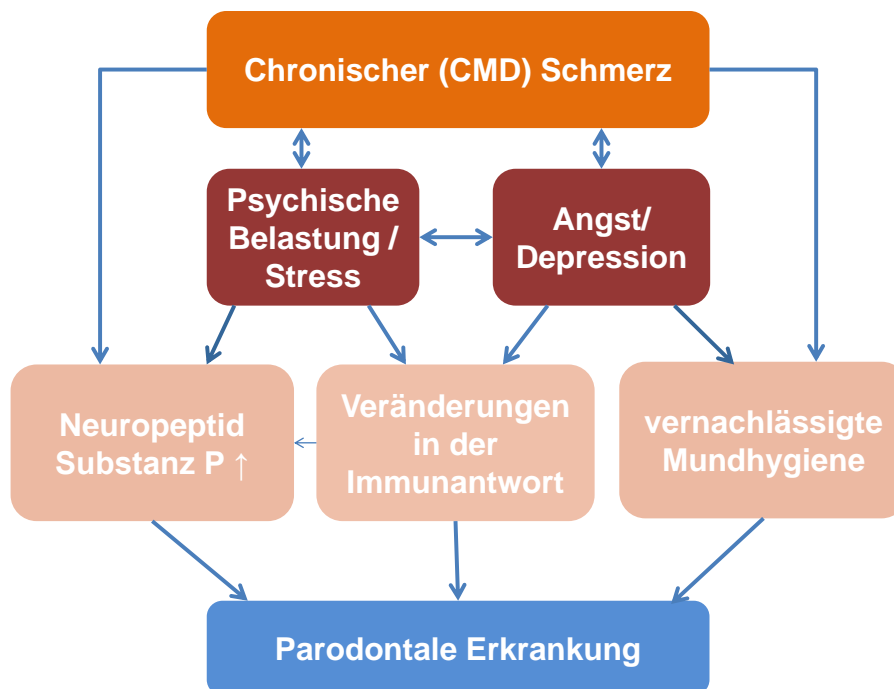 Chronischer (CMD) Schmerz
Psychische
Belastung /
Stress
Angst/
Depression
Neuropeptid
Substanz P ↑
Veränderungen
in der
Immunantwort
vernachlässigte
Mundhygiene
Parodontale Erkrankung